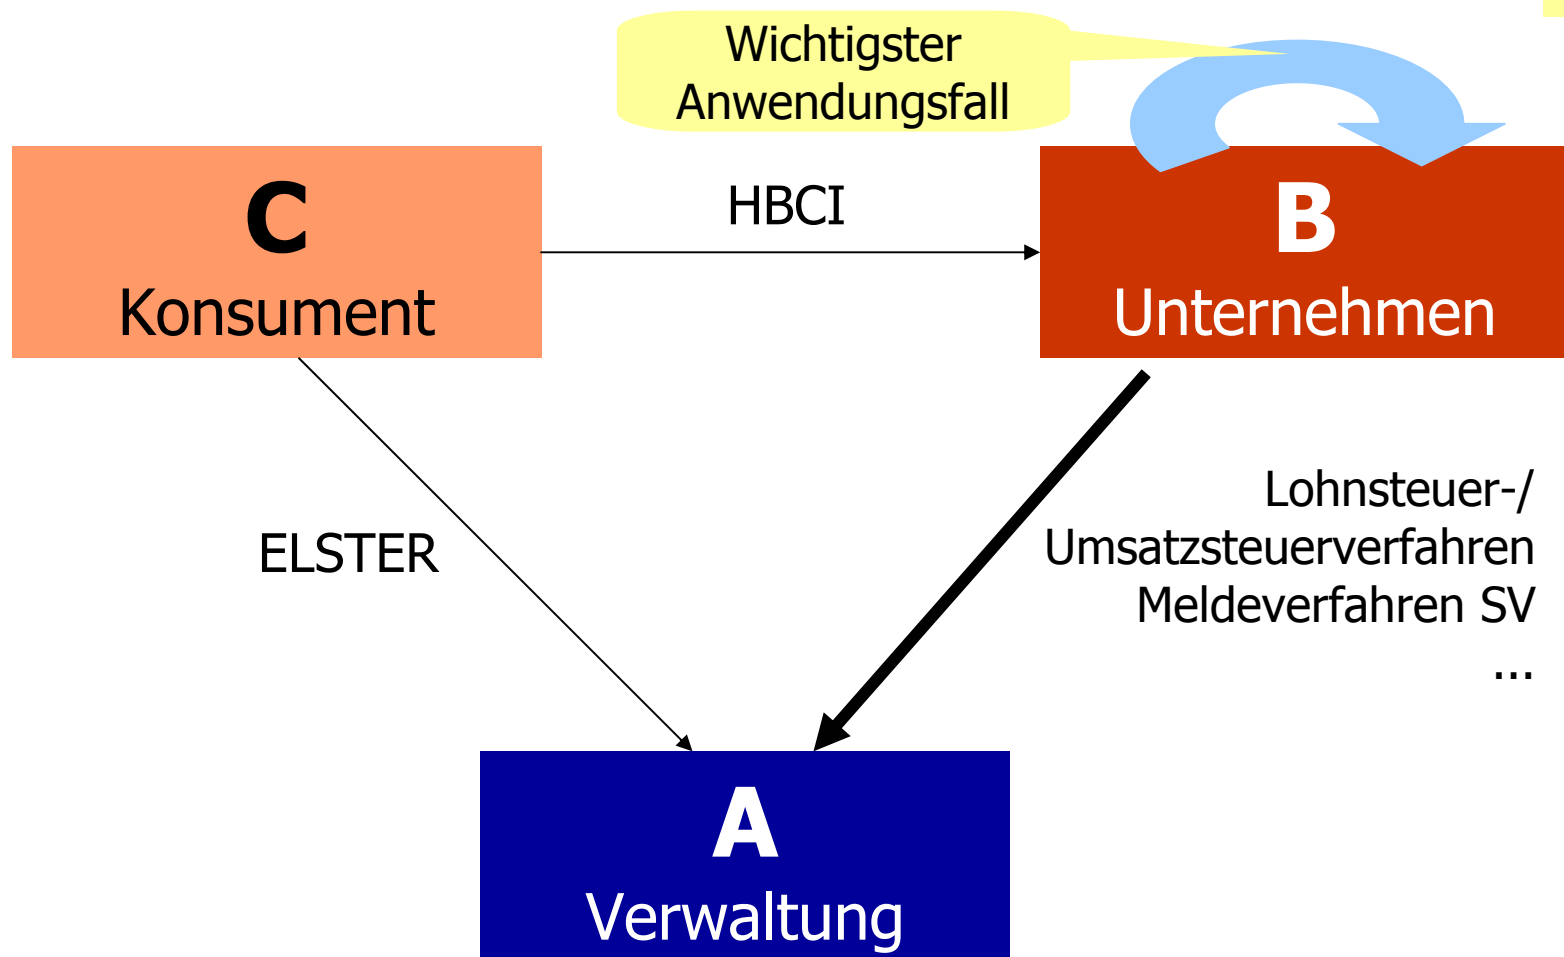 Wichtigster
Anwendungsfall
C
Konsument
HBCI
B
Unternehmen
ELSTER
Lohnsteuer-/
Umsatzsteuerverfahren
Meldeverfahren SV
...
A
Verwaltung